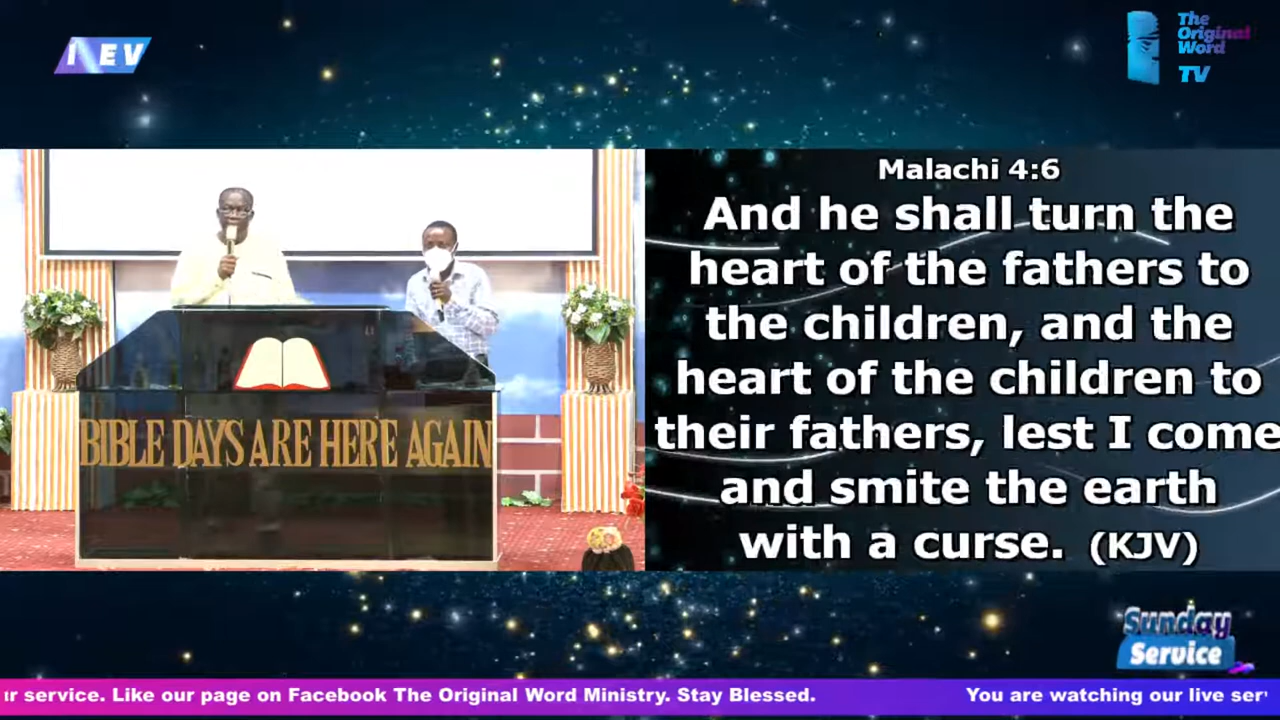 The
Original
Word
TV
Malachi 4:6
And he shall turn the
heart of the fathers to
the children, and the
heart of the children to
their fathers, lest I come
and smite the earth
with a curse. (KJV)
BIBLE DAYS ARE HERE AGAIN
Sunday
Service
service. Like our page on Facebook The Original Word Ministry. Stay Blessed. You are watching our live